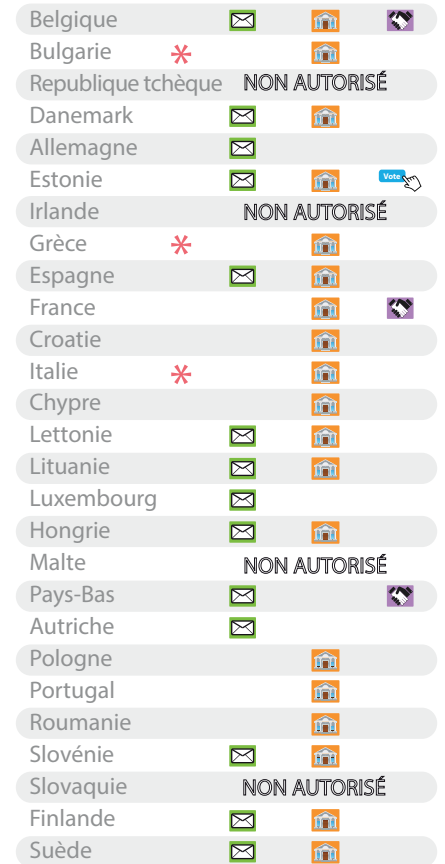 Belgique
Bulgarie *
Republique tchèque NON AUTORISÉ
Danemark
Allemagne
Estonie Vote
Irlande NON AUTORISÉ
Grèce *
Espagne
France
Croatie
Italie *
Chypre
Lettonie
Lituanie
Luxembourg
Hongrie
Malte NON AUTORISÉ
Pays-Bas
Autriche
Pologne
Portugal
Roumanie
Slovénie
Slovaquie NON AUTORISÉ
Finlande
Suède